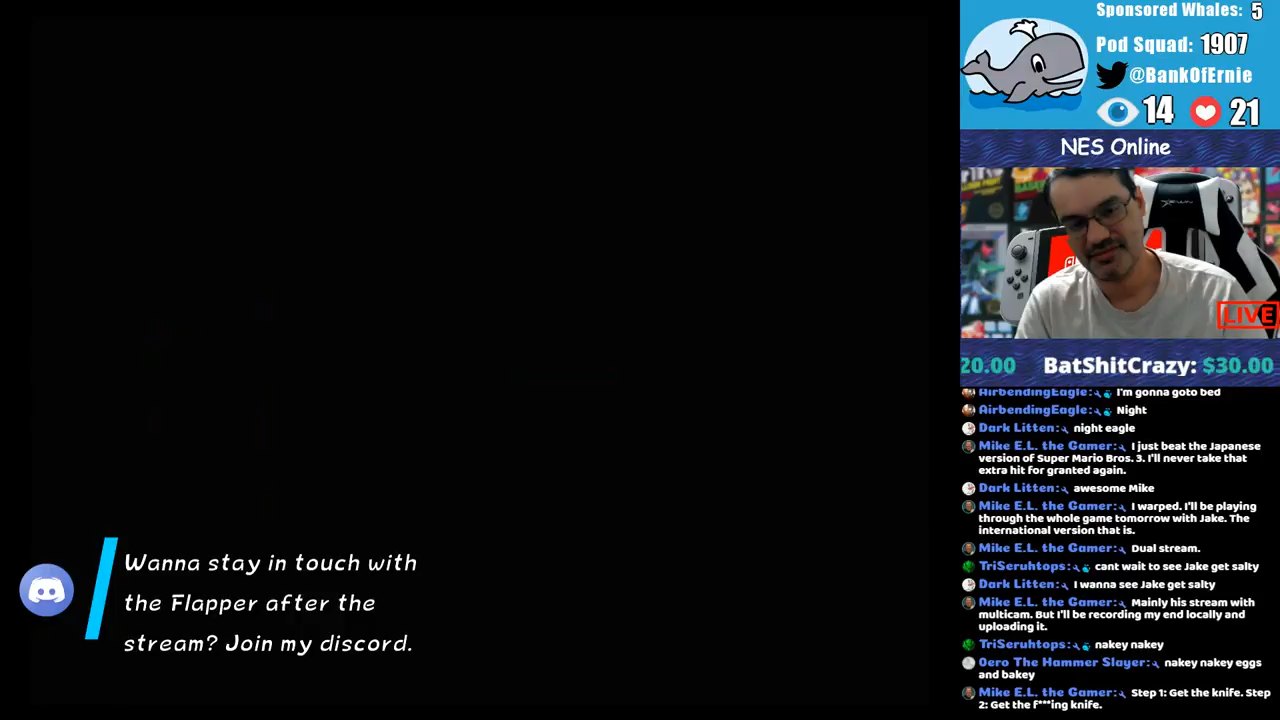 Sponsored Whales: 5
Pod Squad: 1907
@BankOfErnie
14 21
NES Online
LIVE
20.00 BatShitCrazy: $30.00
AirbendingEagle: I'm gonna goto bed
AirbendingEagle: Night
Dark Litten: night eagle
Mike E.L. the Gamer: I just beat the Japanese
version of Super Mario Bros. 3. I'll never take that
extra hit for granted again.
Dark Litten: awesome Mike
Mike E.L. the Gamer: I warped. I'll be playing
through the whole game tomorrow with Jake. The
international version that is.
Mike E.L. the Gamer: Dual stream.
TriSeruhtops: cant wait to see Jake get salty
Dark Litten: I wanna see Jake get salty
Mike E.L. the Gamer: Mainly his stream with
multicam. But I'll be recording my end locally and
uploading it.
TriSeruhtops: nakey nakey
Oero The Hammer Slayer: nakey nakey eggs
and bakey
Mike E.L. the Gamer: Step 1: Get the knife. Step
2: Get the f***ing knife.
Wanna stay in touch with
the Flapper after the
stream? Join my discord.